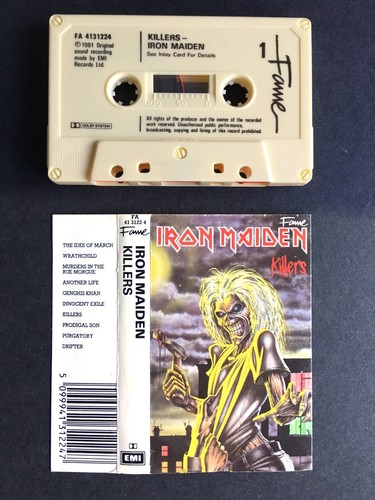 FA 4131224
℗ 1981 Original
sound recording
made by EMI
Records Ltd.
KILLERS–
IRON MAIDEN
See Inlay Card For Details
1
Fame
100 50 0
All rights of the producer and the owner of the recorded
work reserved. Unauthorised public performance,
broadcasting, copying and hiring of this record prohibited.
DOLBY SYSTEM
THE IDES OF MARCH
WRATHCHILD
MURDERS IN THE
RUE MORGUE
ANOTHER LIFE
GENGHIS KHAN
INNOCENT EXILE
KILLERS
PRODIGAL SON
PURGATORY
DRIFTER
5 099941 312247
FA
41 3122 4
Fame
IRON MAIDEN
KILLERS
EMI
Fame
IRON MAIDEN
Killers